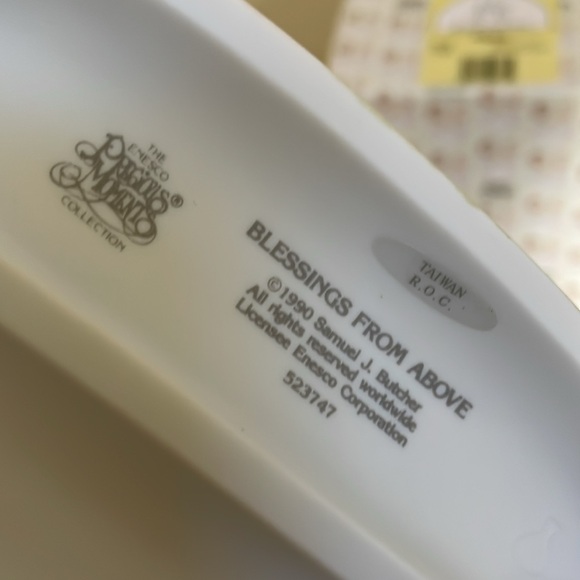 THE
ENESCO
PRECIOUS
MOMENTS®
COLLECTION
BLESSINGS FROM ABOVE
©1990 Samuel J. Butcher
All rights reserved worldwide
Licensee Enesco Corporation
523747
TAIWAN
R.O.C.